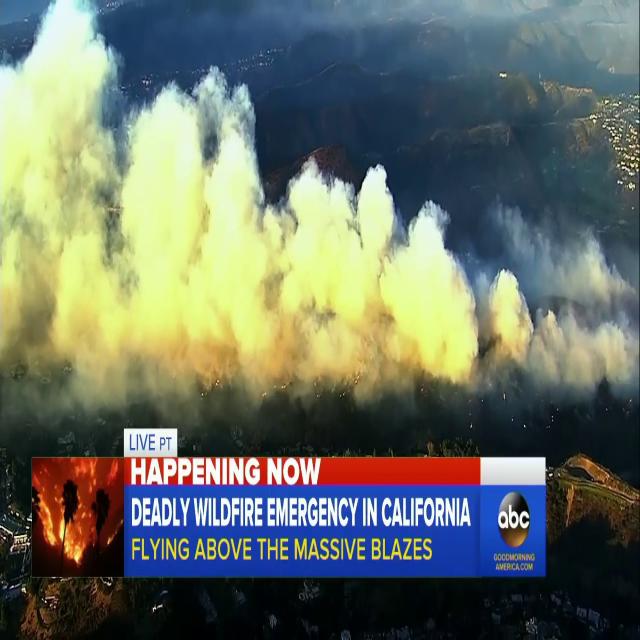 LIVE PT
HAPPENING NOW
DEADLY WILDFIRE EMERGENCY IN CALIFORNIA
FLYING ABOVE THE MASSIVE BLAZES
abc
GOODMORNING
AMERICA.COM